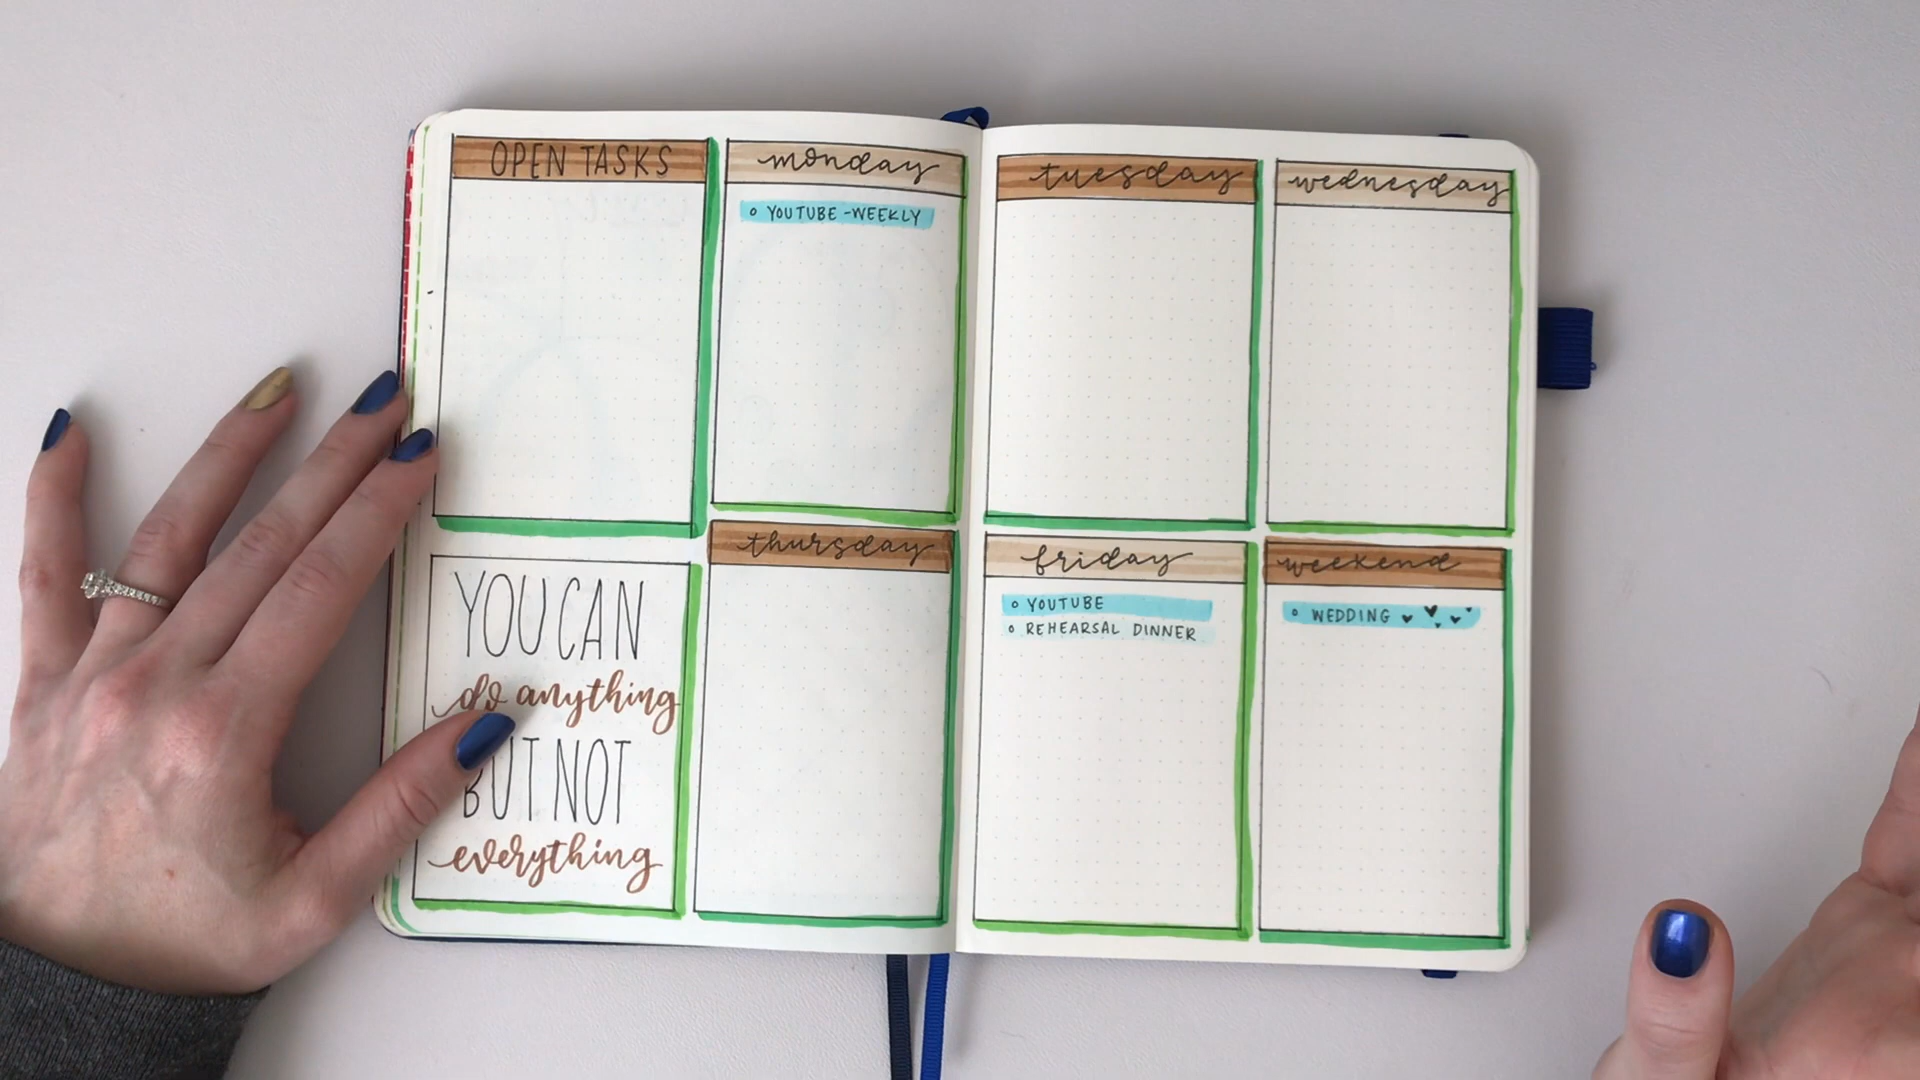 OPEN TASKS
monday
○ YOUTUBE - WEEKLY
tuesday
wednesday
YOU CAN
do anything
BUT NOT
everything
thursday
friday
○ YOUTUBE
○ REHEARSAL DINNER
weekend
○ WEDDING ♥ ♥ ♥ ♥ ♥